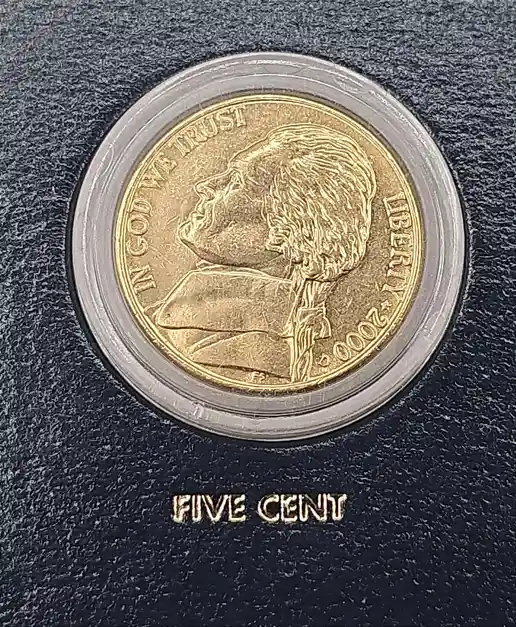 IN GOD WE TRUST
LIBERTY ★ 2000
FIVE CENT